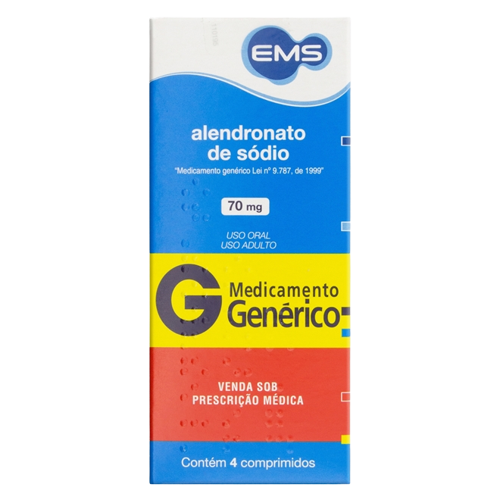 EMS
alendronato
de sódio
"Medicamento genérico Lei nº 9.787, de 1999"
70 mg
USO ORAL
USO ADULTO
G Medicamento
Genérico
VENDA SOB
PRESCRIÇÃO MÉDICA
Contém 4 comprimidos